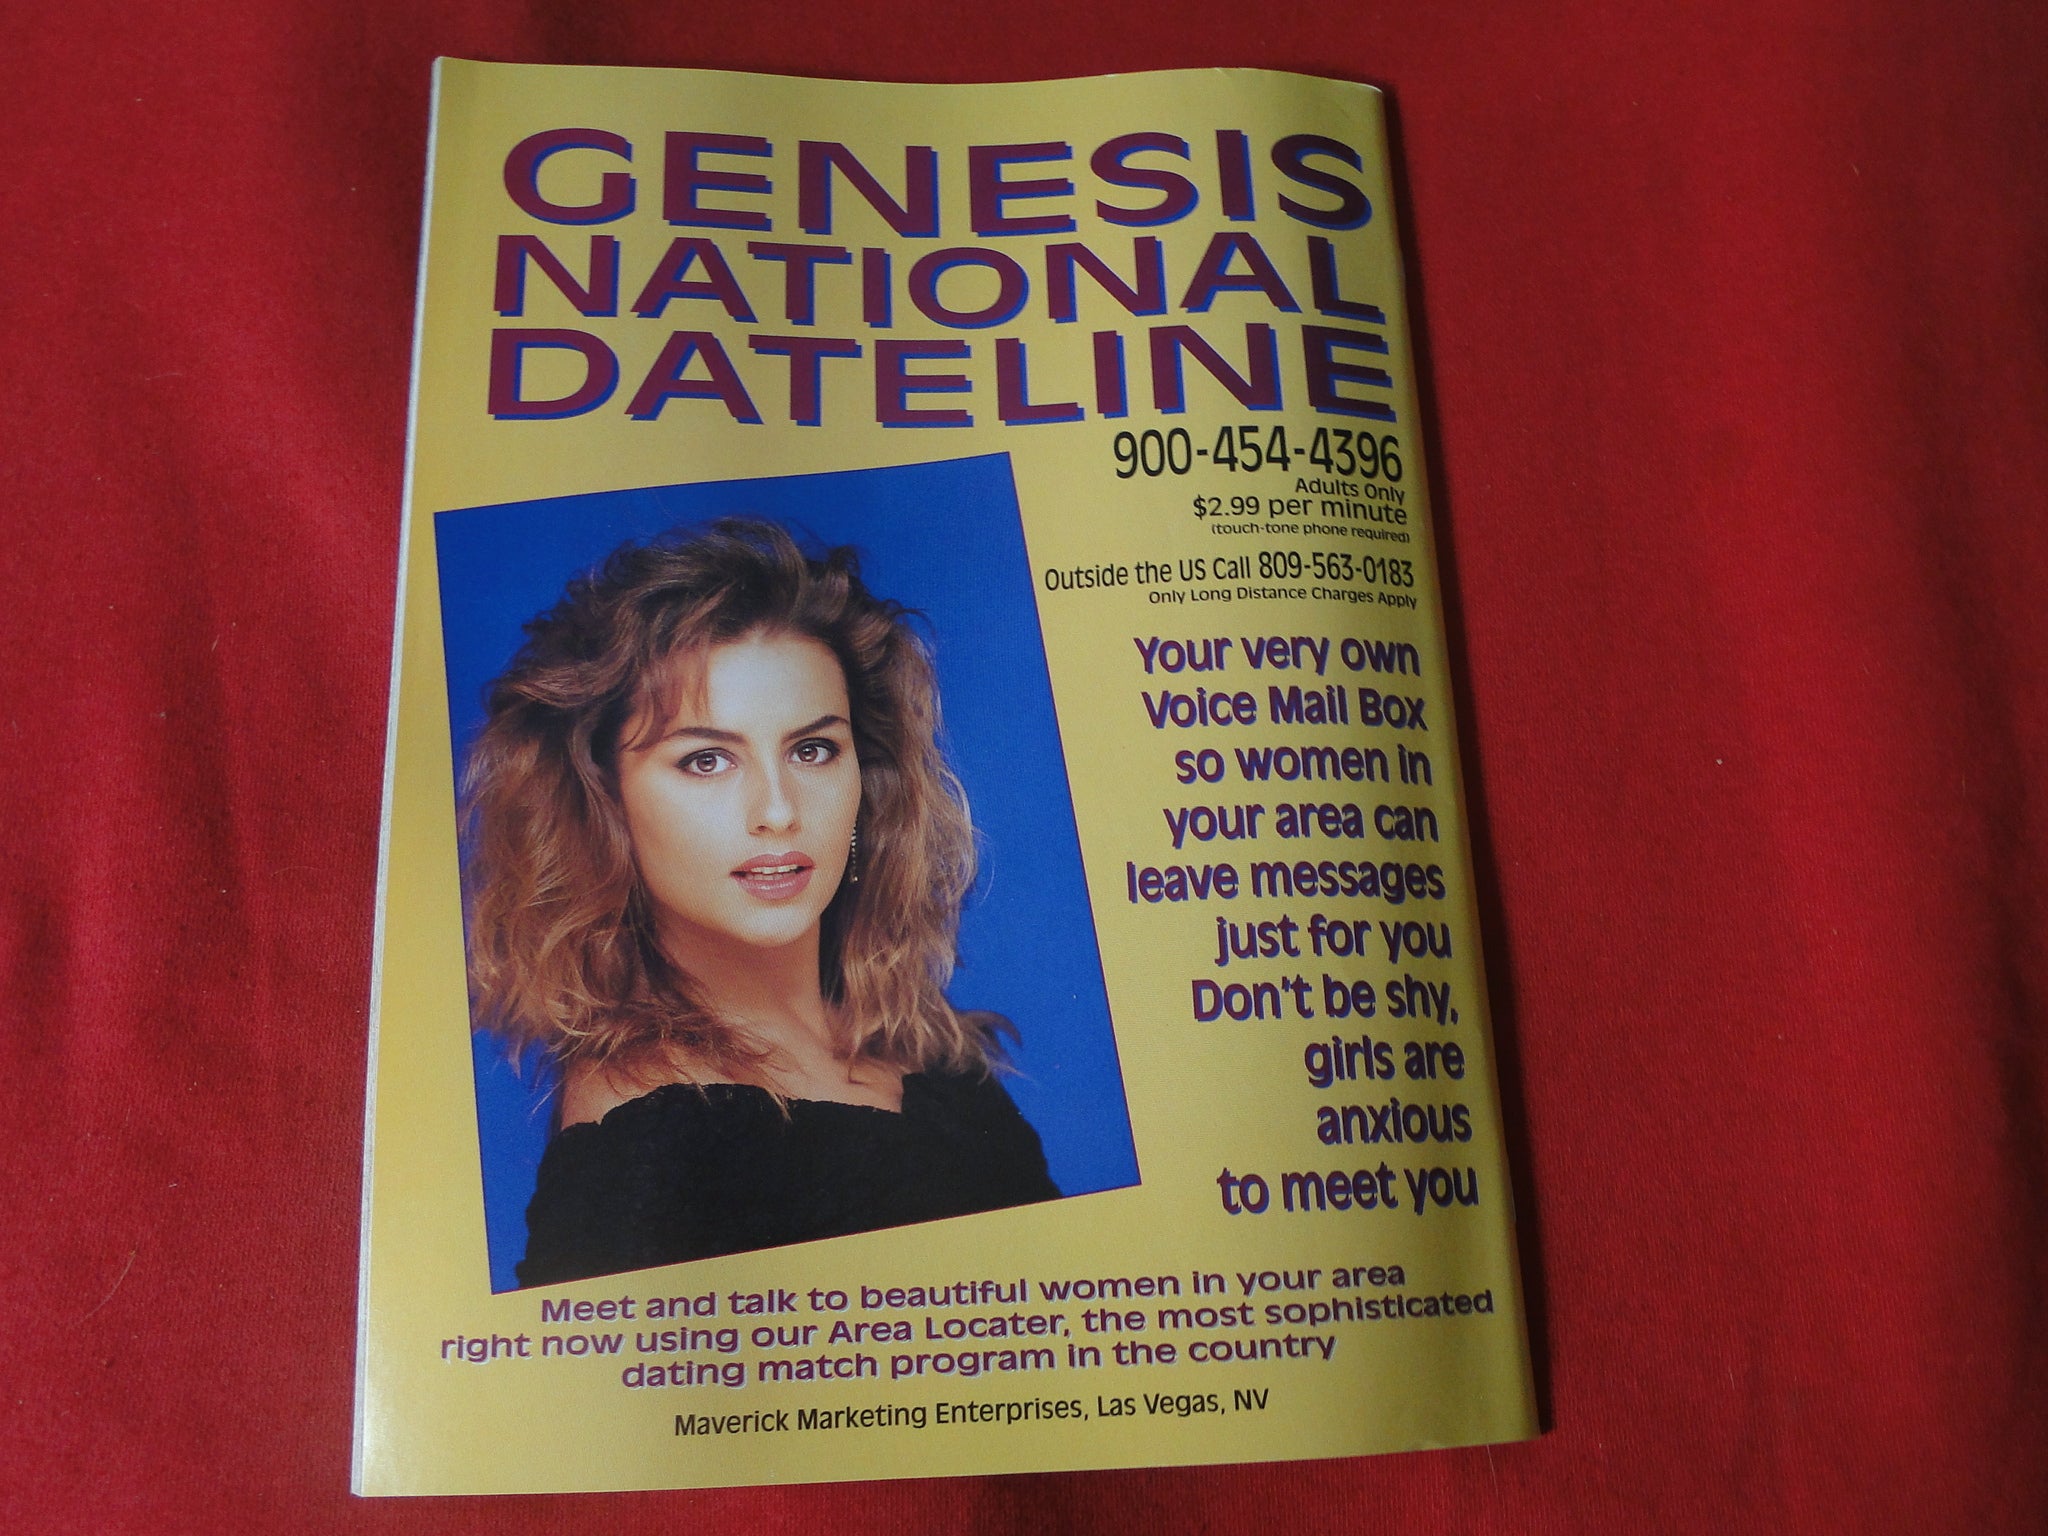 GENESIS
NATIONAL
DATELINE
900-454-4396
Adults Only
$2.99 per minute
(touch-tone phone required)
Outside the US Call 809-563-0183
Only Long Distance Charges Apply
Your very own
Voice Mail Box
so women in
your area can
leave messages
just for you
Don't be shy,
girls are
anxious
to meet you
Meet and talk to beautiful women in your area
right now using our Area Locater, the most sophisticated
dating match program in the country
Maverick Marketing Enterprises, Las Vegas, NV